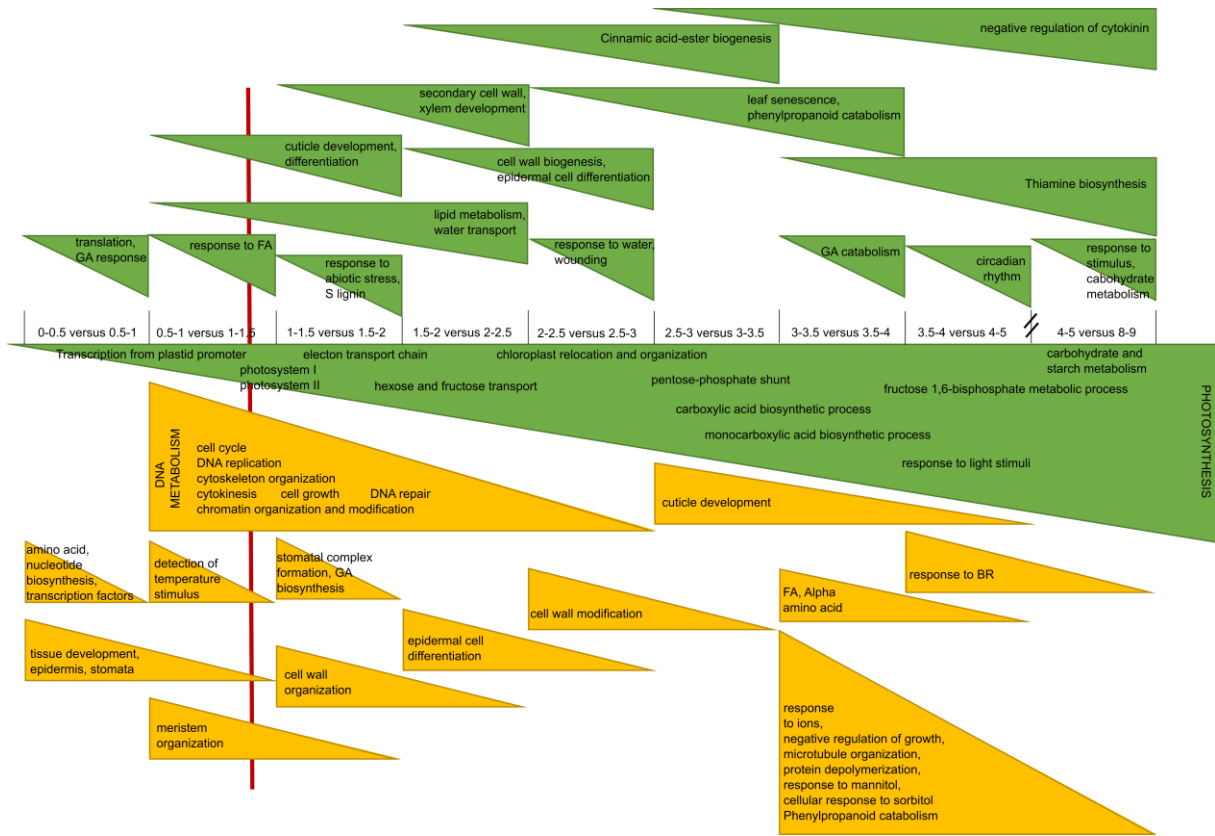 negative regulation of cytokinin
Cinnamic acid-ester biogenesis
secondary cell wall,
xylem development
leaf senescence,
phenylpropanoid catabolism
cuticle development,
differentiation
cell wall biogenesis,
epidermal cell differentiation
Thiamine biosynthesis
lipid metabolism,
water transport
translation,
GA response
response to FA
response to
abiotic stress,
S lignin
response to water,
wounding
GA catabolism
circadian
rhythm
response to
stimulus,
cabohydrate
metabolism
0-0.5 versus 0.5-1
0.5-1 versus 1-1.5
1-1.5 versus 1.5-2
1.5-2 versus 2-2.5
2-2.5 versus 2.5-3
2.5-3 versus 3-3.5
3-3.5 versus 3.5-4
3.5-4 versus 4-5
4-5 versus 8-9
Transcription from plastid promoter
electon transport chain
chloroplast relocation and organization
carbohydrate and
starch metabolism
photosystem I
photosystem II
hexose and fructose transport
pentose-phosphate shunt
fructose 1,6-bisphosphate metabolic process
carboxylic acid biosynthetic process
monocarboxylic acid biosynthetic process
response to light stimuli
PHOTOSYNTHESIS
DNA
METABOLISM
cell cycle
DNA replication
cytoskeleton organization
cytokinesis cell growth DNA repair
chromatin organization and modification
cuticle development
amino acid,
nucleotide
biosynthesis,
transcription factors
detection of
temperature
stimulus
stomatal complex
formation, GA
biosynthesis
response to BR
cell wall modification
FA, Alpha
amino acid
tissue development,
epidermis, stomata
epidermal cell
differentiation
cell wall
organization
meristem
organization
response
to ions,
negative regulation of growth,
microtubule organization,
protein depolymerization,
response to mannitol,
cellular response to sorbitol
Phenylpropanoid catabolism